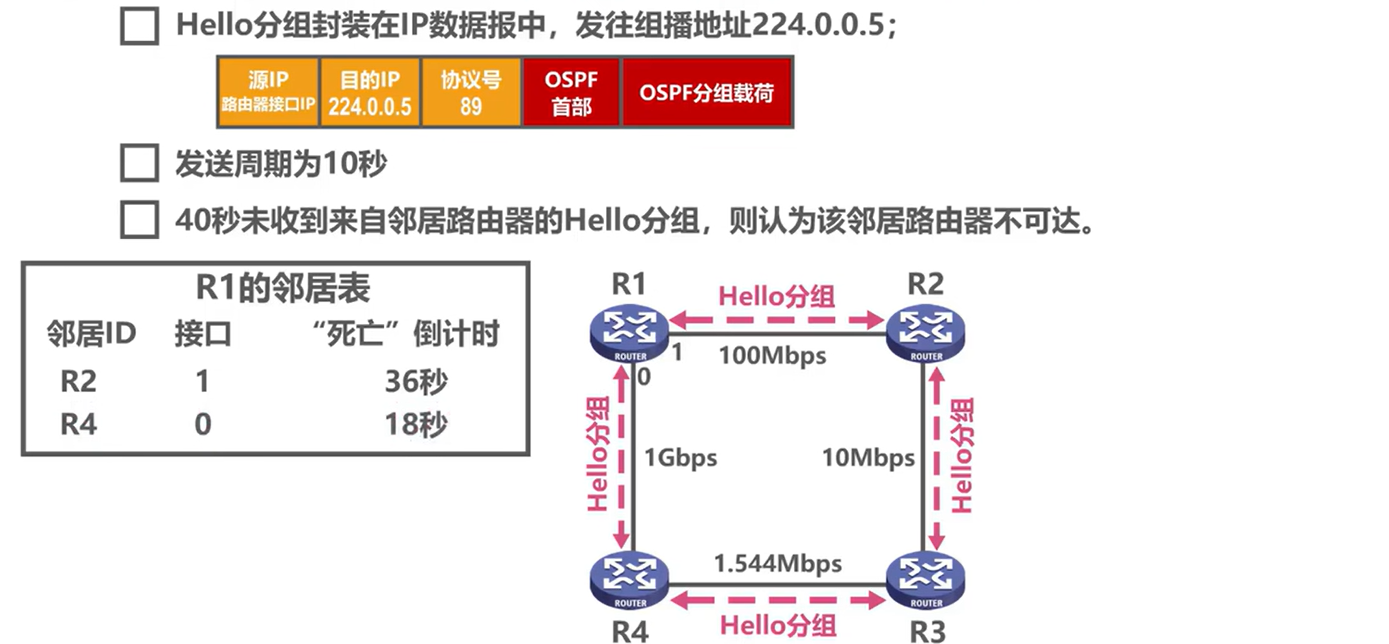 Hello分组封装在IP数据报中，发往组播地址224.0.0.5；
源IP 目的IP 协议号 OSPF OSPF分组载荷
路由器接口IP 224.0.0.5 89 首部
发送周期为10秒
40秒未收到来自邻居路由器的Hello分组，则认为该邻居路由器不可达。
R1的邻居表
邻居ID 接口 “死亡”倒计时
R2 1 36秒
R4 0 18秒
R1 R2
Hello分组
ROUTER ROUTER
1 100Mbps
0
Hello分组 Hello分组
1Gbps 10Mbps
1.544Mbps
ROUTER ROUTER
Hello分组
R4 R3